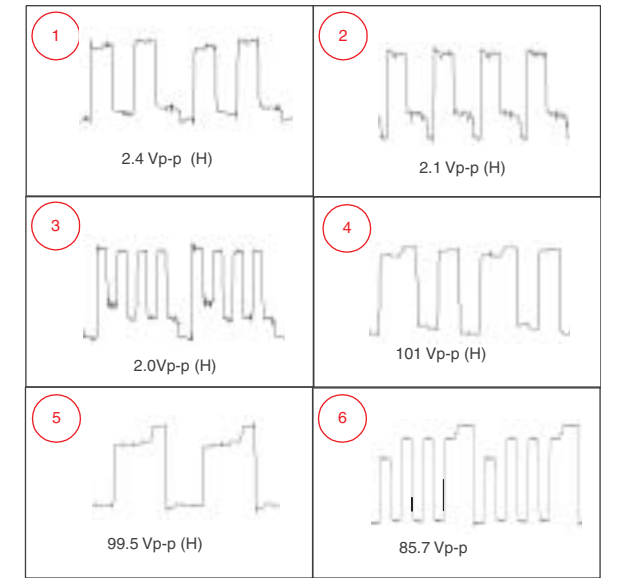 1
2.4 Vp-p (H)
2
2.1 Vp-p (H)
3
2.0Vp-p (H)
4
101 Vp-p (H)
5
99.5 Vp-p (H)
6
85.7 Vp-p